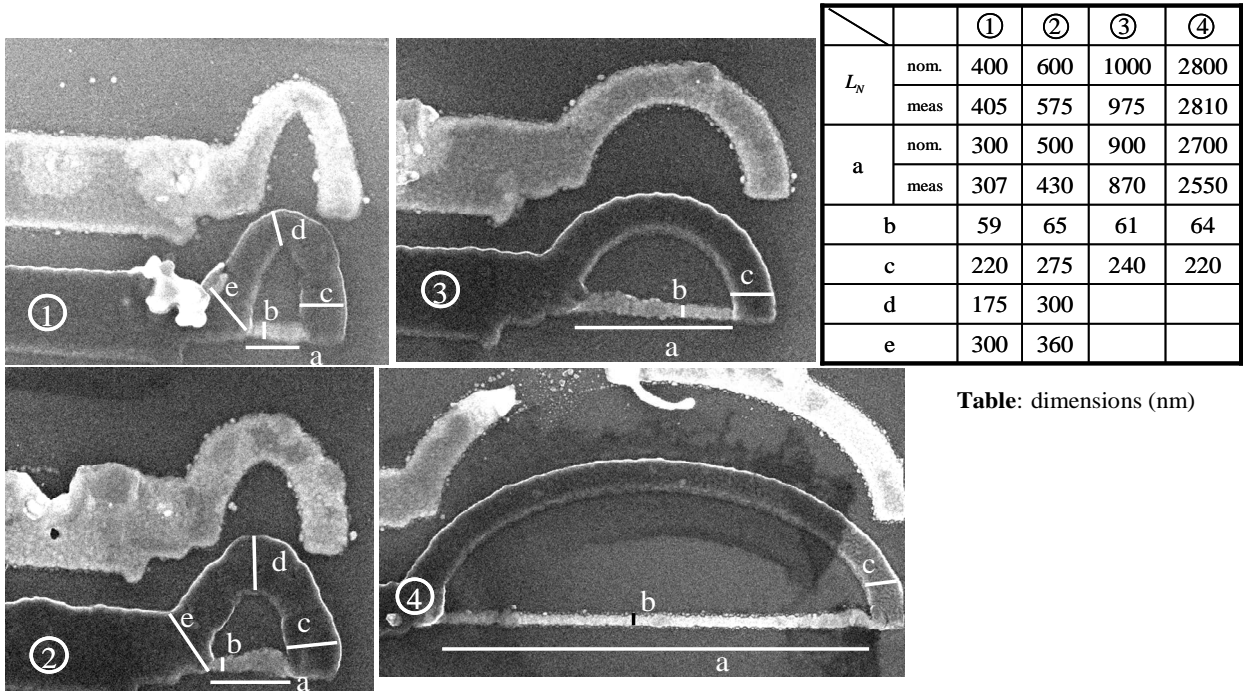 ① ② ③ ④
L_N nom. 400 600 1000 2800
meas 405 575 975 2810
a nom. 300 500 900 2700
meas 307 430 870 2550
b 59 65 61 64
c 220 275 240 220
d 175 300
e 300 360
Table: dimensions (nm)
d
e
c
b
①
a
c
b
③
a
d
e
c
b
②
a
c
④
b
a